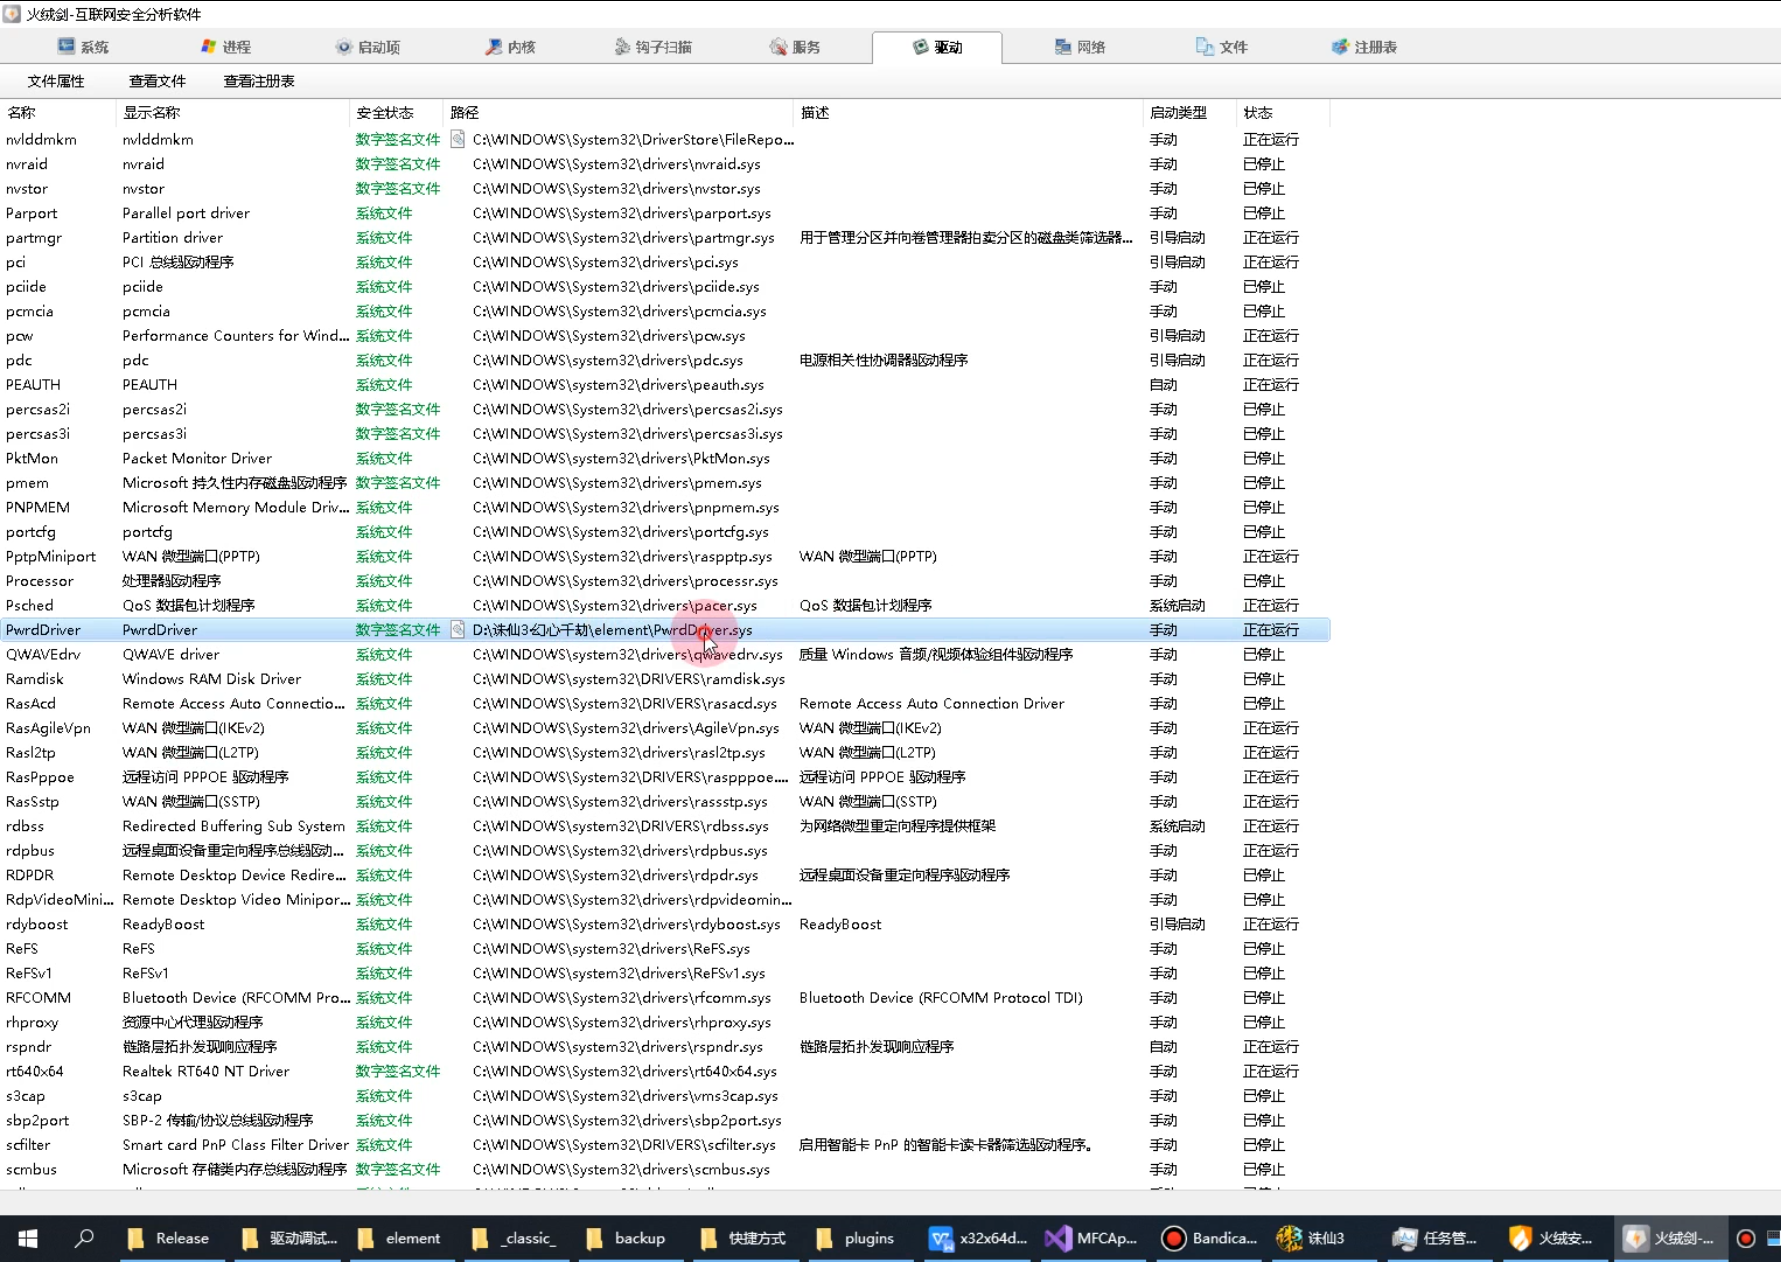 火绒剑-互联网安全分析软件
系统 进程 启动项 内核 钩子扫描 服务 驱动 网络 文件 注册表
文件属性 查看文件 查看注册表
名称 显示名称 安全状态 路径 描述 启动类型 状态
nvlddmkm nvlddmkm 数字签名文件 C:\WINDOWS\System32\DriverStore\FileRepo... 手动 正在运行
nvraid nvraid 数字签名文件 C:\WINDOWS\System32\drivers\nvraid.sys 手动 已停止
nvstor nvstor 数字签名文件 C:\WINDOWS\System32\drivers\nvstor.sys 手动 已停止
Parport Parallel port driver 系统文件 C:\WINDOWS\System32\drivers\parport.sys 手动 已停止
partmgr Partition driver 系统文件 C:\WINDOWS\System32\drivers\partmgr.sys 用于管理分区并向卷管理器拍卖分区的磁盘类筛选器... 引导启动 正在运行
pci PCI 总线驱动程序 系统文件 C:\WINDOWS\System32\drivers\pci.sys 引导启动 正在运行
pciide pciide 系统文件 C:\WINDOWS\System32\drivers\pciide.sys 手动 已停止
pcmcia pcmcia 系统文件 C:\WINDOWS\System32\drivers\pcmcia.sys 手动 已停止
pcw Performance Counters for Wind... 系统文件 C:\WINDOWS\System32\drivers\pcw.sys 引导启动 正在运行
pdc pdc 系统文件 C:\WINDOWS\system32\drivers\pdc.sys 电源相关性协调器驱动程序 引导启动 正在运行
PEAUTH PEAUTH 系统文件 C:\WINDOWS\system32\drivers\peauth.sys 自动 正在运行
percsas2i percsas2i 数字签名文件 C:\WINDOWS\System32\drivers\percsas2i.sys 手动 已停止
percsas3i percsas3i 数字签名文件 C:\WINDOWS\System32\drivers\percsas3i.sys 手动 已停止
PktMon Packet Monitor Driver 系统文件 C:\WINDOWS\system32\drivers\PktMon.sys 手动 已停止
pmem Microsoft 持久性内存磁盘驱动程序 数字签名文件 C:\WINDOWS\System32\drivers\pmem.sys 手动 已停止
PNPMEM Microsoft Memory Module Driv... 系统文件 C:\WINDOWS\System32\drivers\pnpmem.sys 手动 已停止
portcfg portcfg 系统文件 C:\WINDOWS\System32\drivers\portcfg.sys 手动 已停止
PptpMiniport WAN 微型端口(PPTP) 系统文件 C:\WINDOWS\System32\drivers\raspptp.sys WAN 微型端口(PPTP) 手动 正在运行
Processor 处理器驱动程序 系统文件 C:\WINDOWS\System32\drivers\processr.sys 手动 已停止
Psched QoS 数据包计划程序 系统文件 C:\WINDOWS\System32\drivers\pacer.sys QoS 数据包计划程序 系统启动 正在运行
PwrdDriver PwrdDriver 数字签名文件 D:\诛仙3-幻心千劫\element\PwrdDriver.sys 手动 正在运行
QWAVEdrv QWAVE driver 系统文件 C:\WINDOWS\system32\drivers\qwavedrv.sys 质量 Windows 音频/视频体验组件驱动程序 手动 已停止
Ramdisk Windows RAM Disk Driver 系统文件 C:\WINDOWS\system32\DRIVERS\ramdisk.sys 手动 已停止
RasAcd Remote Access Auto Connectio... 系统文件 C:\WINDOWS\System32\DRIVERS\rasacd.sys Remote Access Auto Connection Driver 手动 已停止
RasAgileVpn WAN 微型端口(IKEv2) 系统文件 C:\WINDOWS\System32\drivers\AgileVpn.sys WAN 微型端口(IKEv2) 手动 正在运行
Rasl2tp WAN 微型端口(L2TP) 系统文件 C:\WINDOWS\System32\drivers\rasl2tp.sys WAN 微型端口(L2TP) 手动 正在运行
RasPppoe 远程访问 PPPOE 驱动程序 系统文件 C:\WINDOWS\System32\DRIVERS\raspppoe.... 远程访问 PPPOE 驱动程序 手动 正在运行
RasSstp WAN 微型端口(SSTP) 系统文件 C:\WINDOWS\System32\drivers\rassstp.sys WAN 微型端口(SSTP) 手动 正在运行
rdbss Redirected Buffering Sub System 系统文件 C:\WINDOWS\system32\DRIVERS\rdbss.sys 为网络微型重定向程序提供框架 系统启动 正在运行
rdpbus 远程桌面设备重定向程序总线驱动... 系统文件 C:\WINDOWS\System32\drivers\rdpbus.sys 手动 正在运行
RDPDR Remote Desktop Device Redire... 系统文件 C:\WINDOWS\System32\drivers\rdpdr.sys 远程桌面设备重定向程序驱动程序 手动 已停止
RdpVideoMini... Remote Desktop Video Minipor... 系统文件 C:\WINDOWS\System32\drivers\rdpvideomin... 手动 已停止
rdyboost ReadyBoost 系统文件 C:\WINDOWS\System32\drivers\rdyboost.sys ReadyBoost 引导启动 正在运行
ReFS ReFS 系统文件 C:\WINDOWS\System32\drivers\ReFS.sys 手动 已停止
ReFSv1 ReFSv1 系统文件 C:\WINDOWS\System32\drivers\ReFSv1.sys 手动 已停止
RFCOMM Bluetooth Device (RFCOMM Pro... 系统文件 C:\WINDOWS\System32\drivers\rfcomm.sys Bluetooth Device (RFCOMM Protocol TDI) 手动 已停止
rhproxy 资源中心代理驱动程序 系统文件 C:\WINDOWS\System32\drivers\rhproxy.sys 手动 已停止
rspndr 链路层拓扑发现响应程序 系统文件 C:\WINDOWS\system32\drivers\rspndr.sys 链路层拓扑发现响应程序 自动 正在运行
rt640x64 Realtek RT640 NT Driver 数字签名文件 C:\WINDOWS\System32\drivers\rt640x64.sys 手动 正在运行
s3cap s3cap 系统文件 C:\WINDOWS\System32\drivers\vms3cap.sys 手动 已停止
sbp2port SBP-2 传输/协议总线驱动程序 系统文件 C:\WINDOWS\System32\drivers\sbp2port.sys 手动 已停止
scfilter Smart card PnP Class Filter Driver 系统文件 C:\WINDOWS\System32\DRIVERS\scfilter.sys 启用智能卡 PnP 的智能卡读卡器筛选驱动程序。 手动 已停止
scmbus Microsoft 存储类内存总线驱动程序 数字签名文件 C:\WINDOWS\System32\drivers\scmbus.sys 手动 已停止
Release 驱动调试... element _classic_ backup 快捷方式 plugins x32x64d... MFCAp... Bandica... 诛仙3 任务管... 火绒安... 火绒剑-...